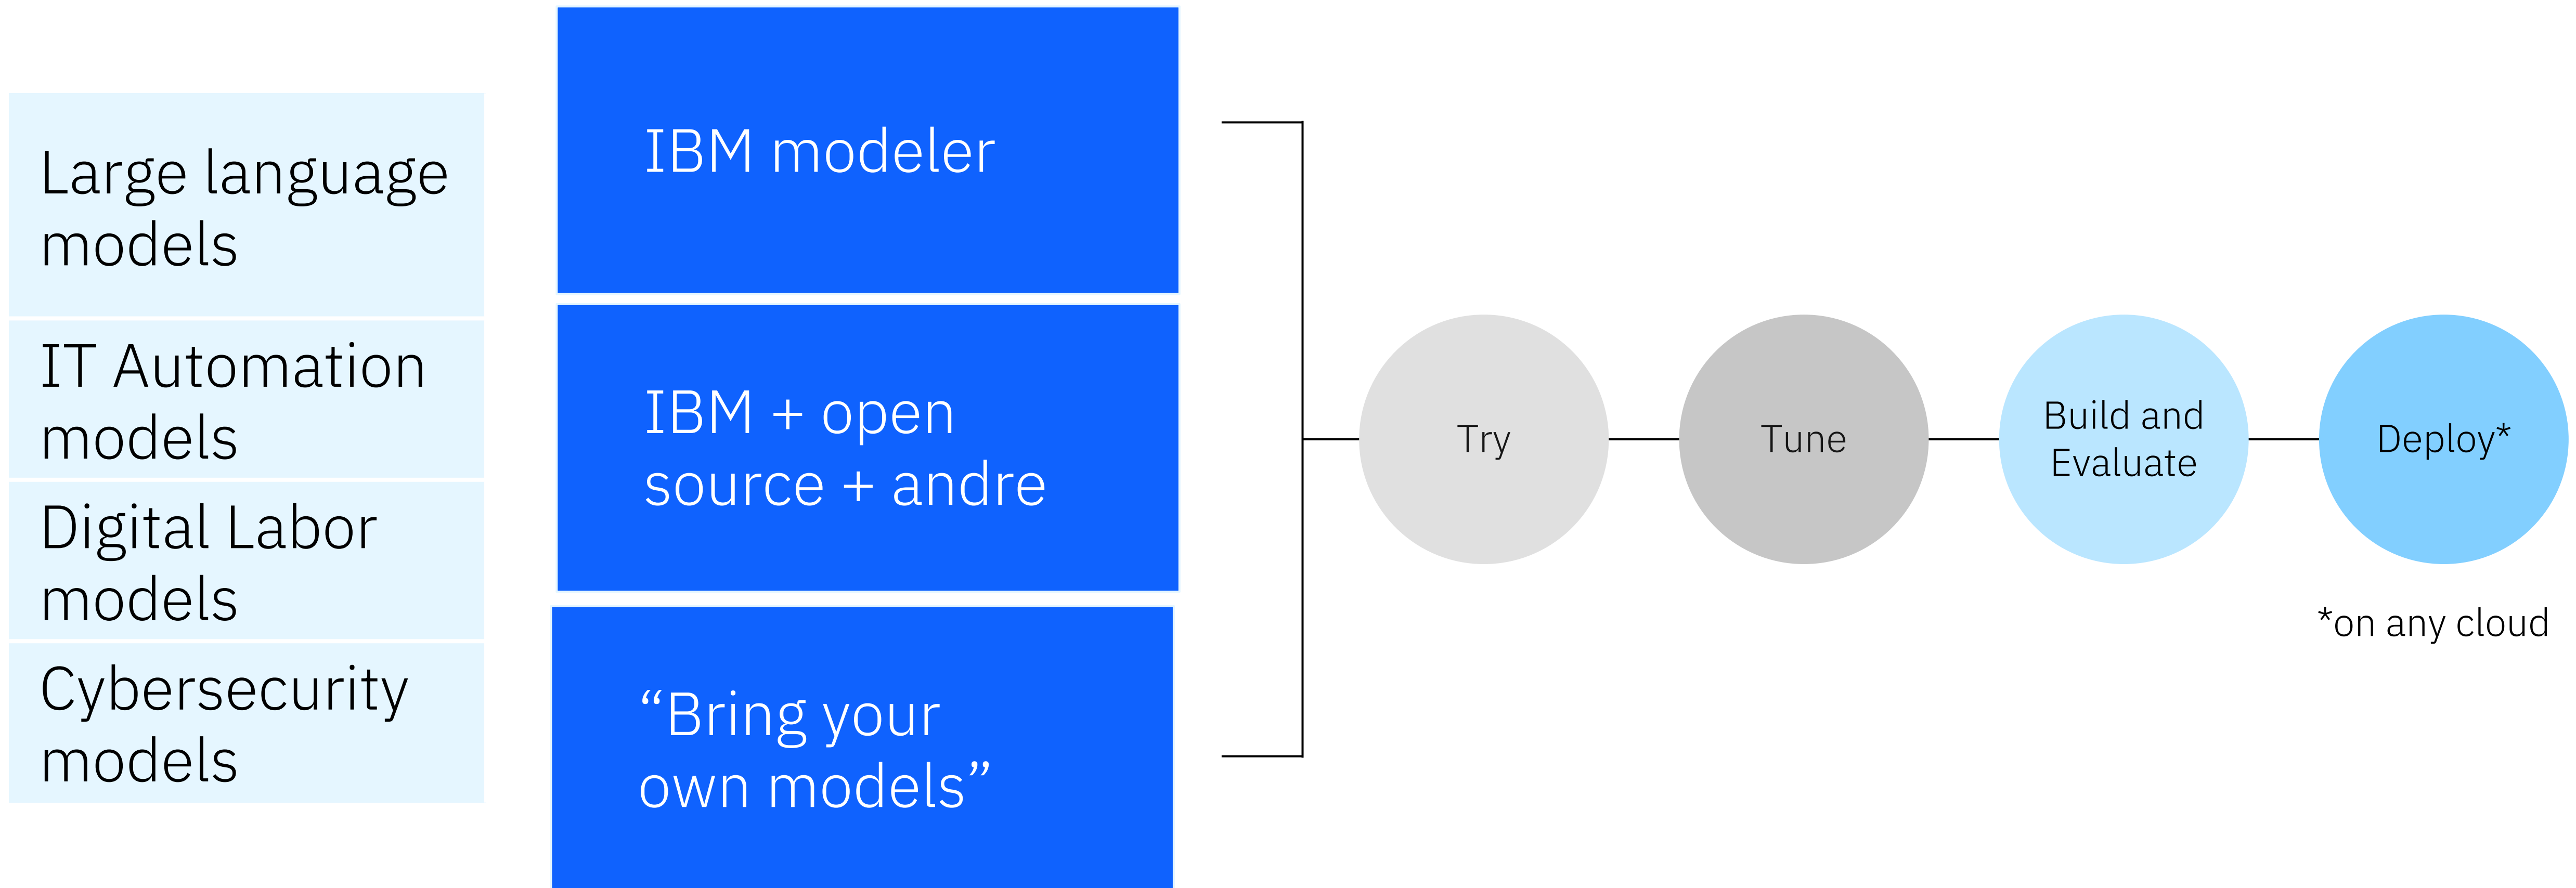 Large language
models
IT Automation
models
Digital Labor
models
Cybersecurity
models
IBM modeler
IBM + open
source + andre
“Bring your
own models”
Try
Tune
Build and
Evaluate
Deploy*
*on any cloud